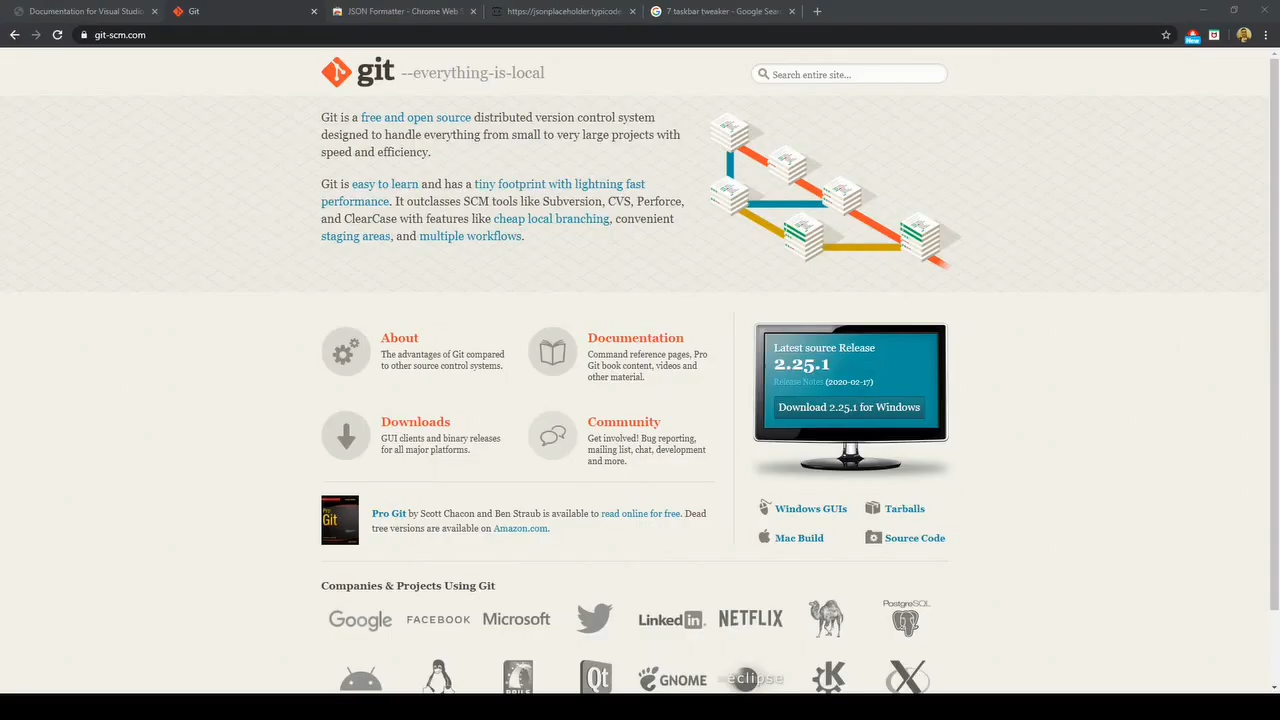 Documentation for Visual Studio
Git
JSON Formatter - Chrome Web S
https://jsonplaceholder.typicode
7 taskbar tweaker - Google Sear
git-scm.com
New
git --everything-is-local
Search entire site...
Git is a free and open source distributed version control system
designed to handle everything from small to very large projects with
speed and efficiency.
Git is easy to learn and has a tiny footprint with lightning fast
performance. It outclasses SCM tools like Subversion, CVS, Perforce,
and ClearCase with features like cheap local branching, convenient
staging areas, and multiple workflows.
About
The advantages of Git compared
to other source control systems.
Documentation
Command reference pages, Pro
Git book content, videos and
other material.
Downloads
GUI clients and binary releases
for all major platforms.
Community
Get involved! Bug reporting,
mailing list, chat, development
and more.
Latest source Release
2.25.1
Release Notes (2020-02-17)
Download 2.25.1 for Windows
Windows GUIs
Tarballs
Mac Build
Source Code
Pro
Git
Pro Git by Scott Chacon and Ben Straub is available to read online for free. Dead
tree versions are available on Amazon.com.
Companies & Projects Using Git
Google
FACEBOOK
Microsoft
LinkedIn
NETFLIX
PostgreSQL
Qt
GNOME
eclipse